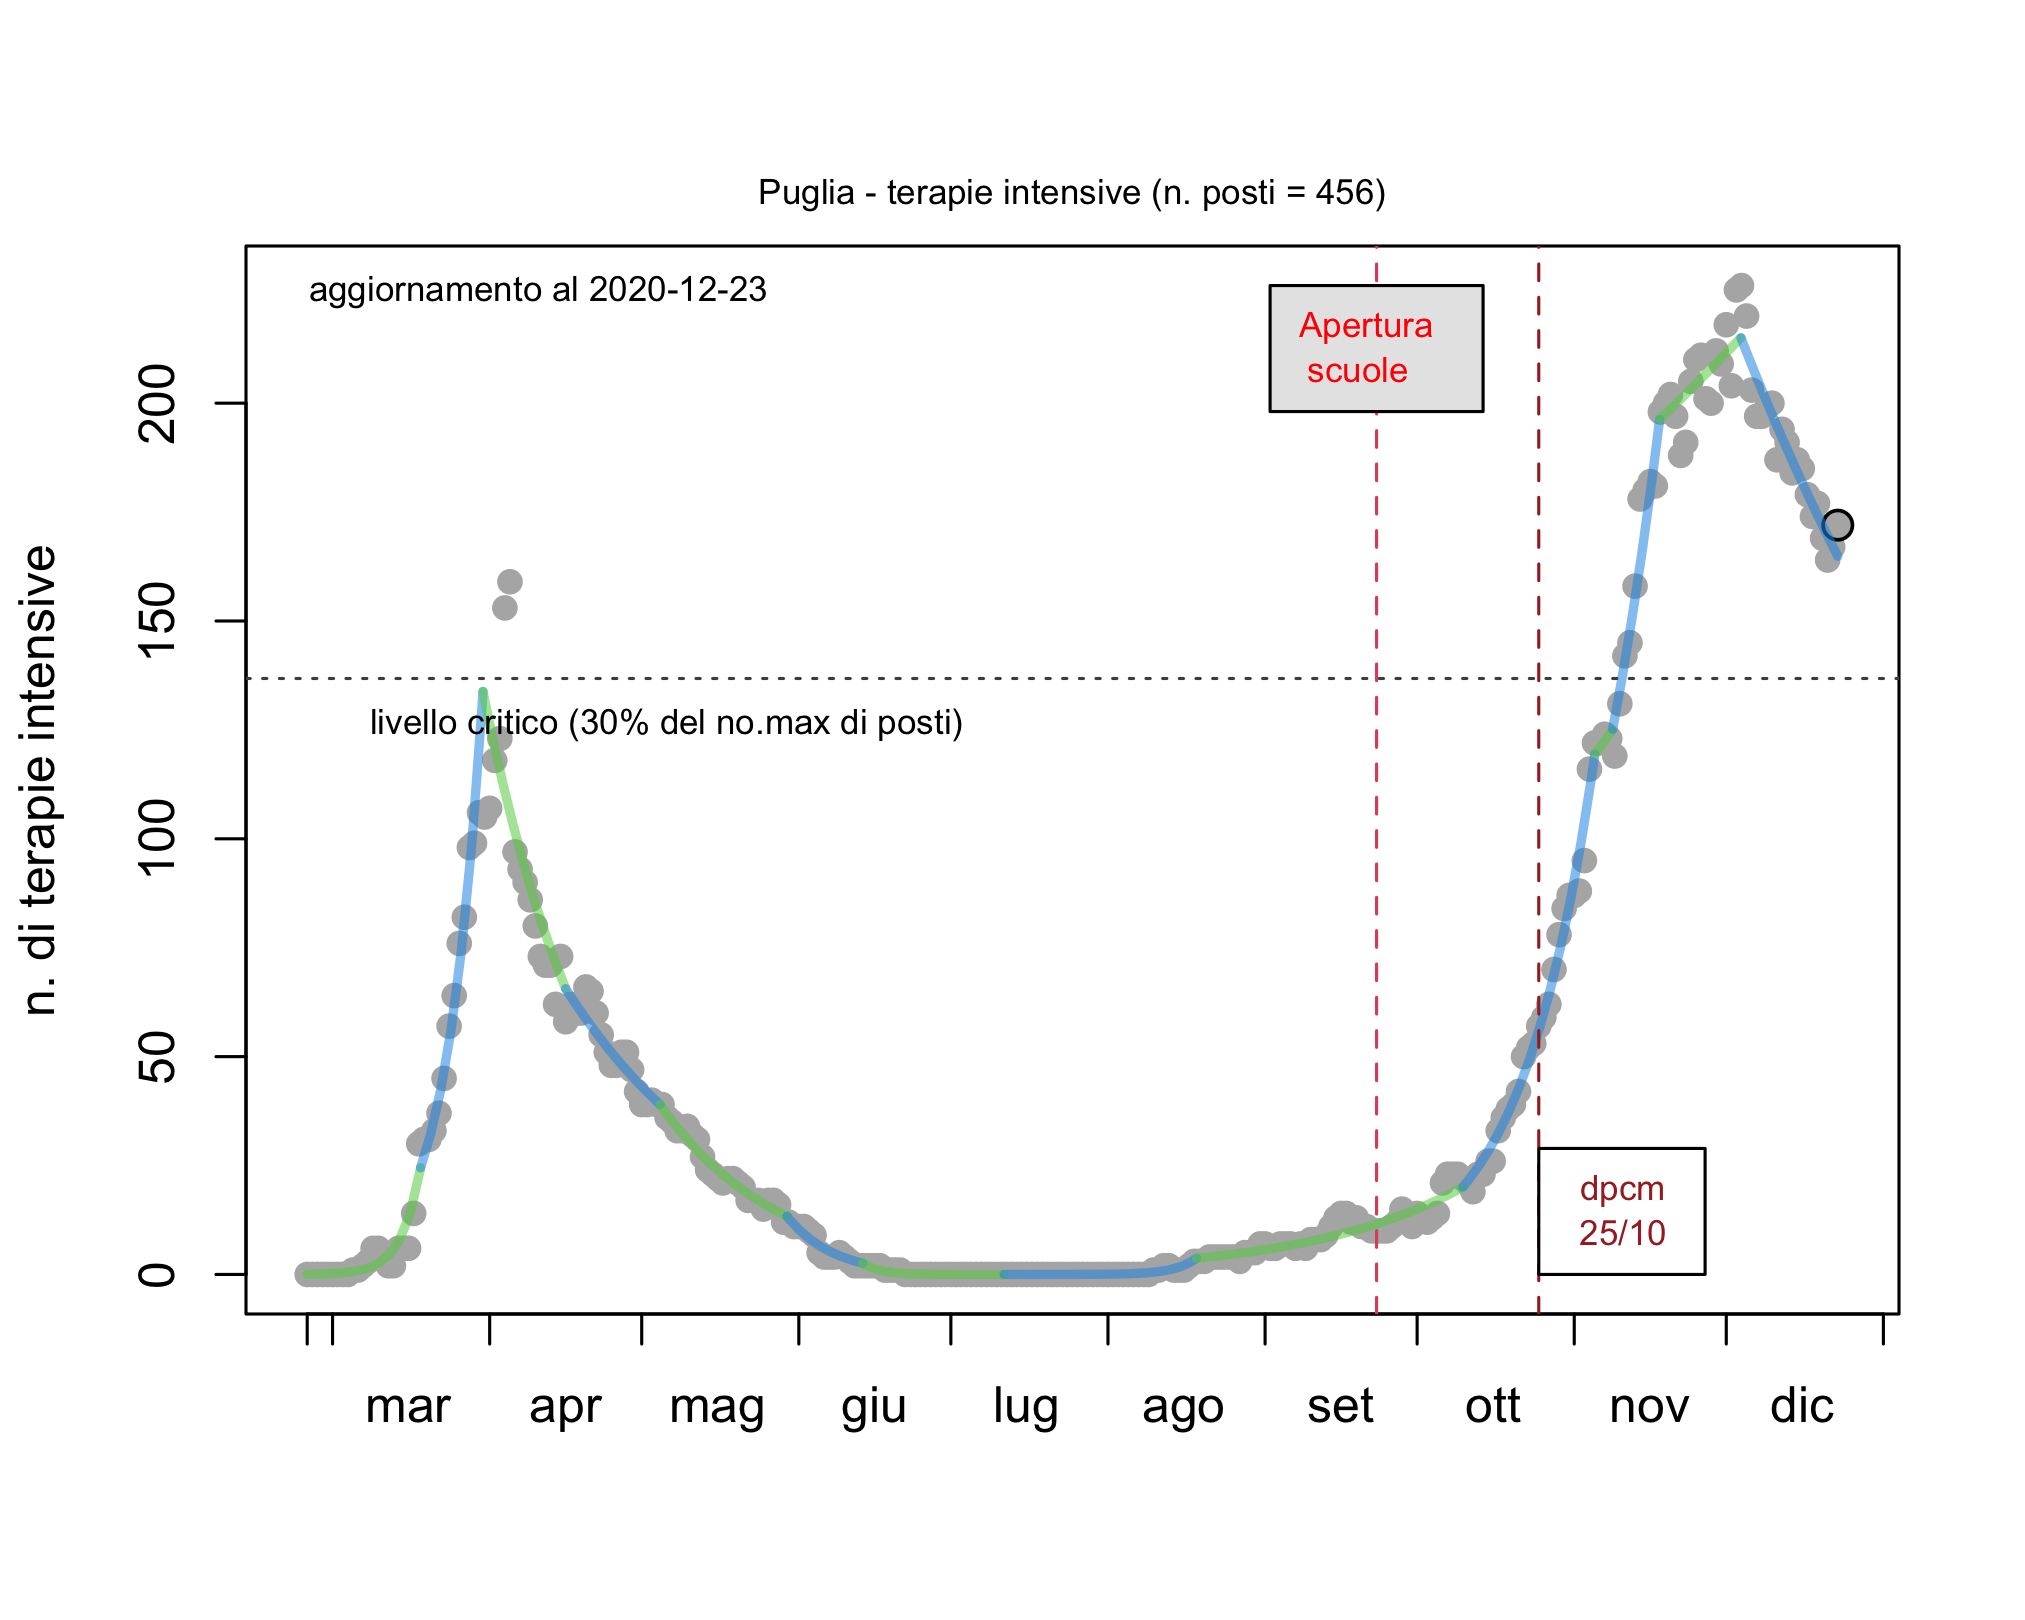 Puglia - terapie intensive (n. posti = 456)
aggiornamento al 2020-12-23
Apertura
scuole
n. di terapie intensive
200
150
100
50
0
livello critico (30% del no.max di posti)
dpcm
25/10
mar apr mag giu lug ago set ott nov dic